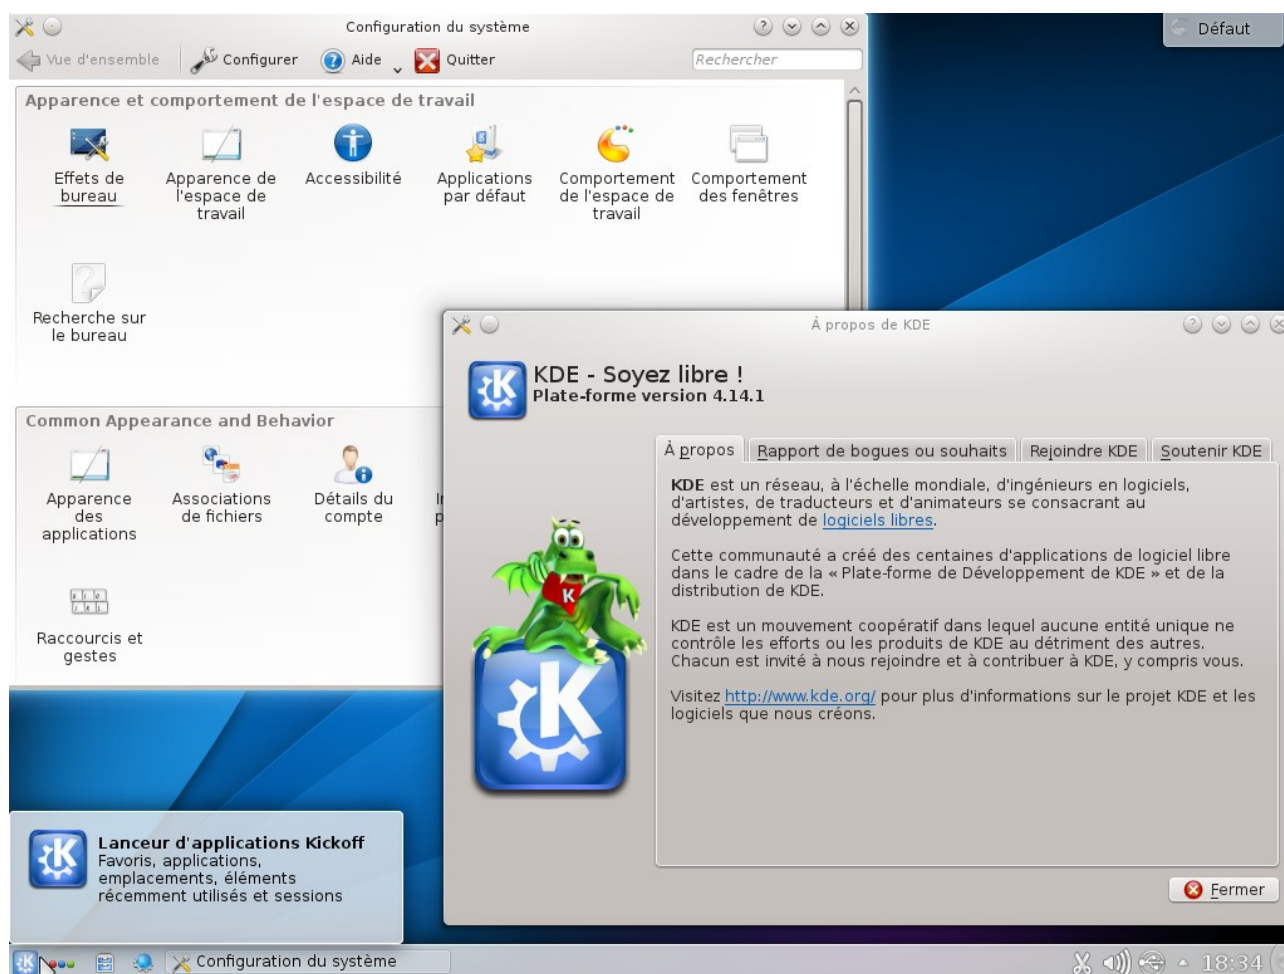 Configuration du système
Défaut
Vue d'ensemble Configurer Aide Quitter Rechercher
Apparence et comportement de l'espace de travail
Effets de bureau
Apparence de l'espace de travail
Accessibilité
Applications par défaut
Comportement de l'espace de travail
Comportement des fenêtres
Recherche sur le bureau
Common Appearance and Behavior
Apparence des applications
Associations de fichiers
Détails du compte
Raccourcis et gestes
À propos de KDE
KDE - Soyez libre !
Plate-forme version 4.14.1
À propos Rapport de bogues ou souhaits Rejoindre KDE Soutenir KDE
KDE est un réseau, à l'échelle mondiale, d'ingénieurs en logiciels,
d'artistes, de traducteurs et d'animateurs se consacrant au
développement de logiciels libres.
Cette communauté a créé des centaines d'applications de logiciel libre
dans le cadre de la « Plate-forme de Développement de KDE » et de la
distribution de KDE.
KDE est un mouvement coopératif dans lequel aucune entité unique ne
contrôle les efforts ou les produits de KDE au détriment des autres.
Chacun est invité à nous rejoindre et à contribuer à KDE, y compris vous.
Visitez http://www.kde.org/ pour plus d'informations sur le projet KDE et les
logiciels que nous créons.
K
K
Fermer
Lanceur d'applications Kickoff
Favoris, applications,
emplacements, éléments
récemment utilisés et sessions
Configuration du système
18:34